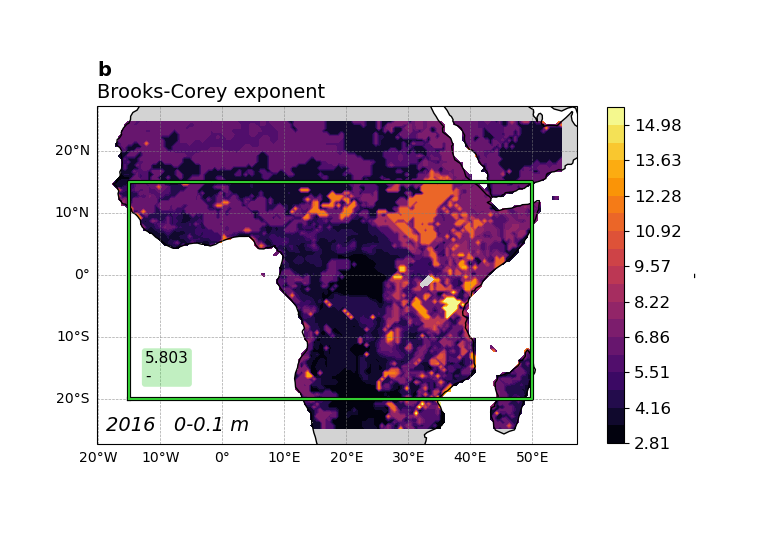 b
Brooks-Corey exponent
20°N
10°N
0°
10°S
20°S
5.803
-
2016 0-0.1 m
20°W 10°W 0° 10°E 20°E 30°E 40°E 50°E
14.98
13.63
12.28
10.92
9.57
8.22
6.86
5.51
4.16
2.81
-